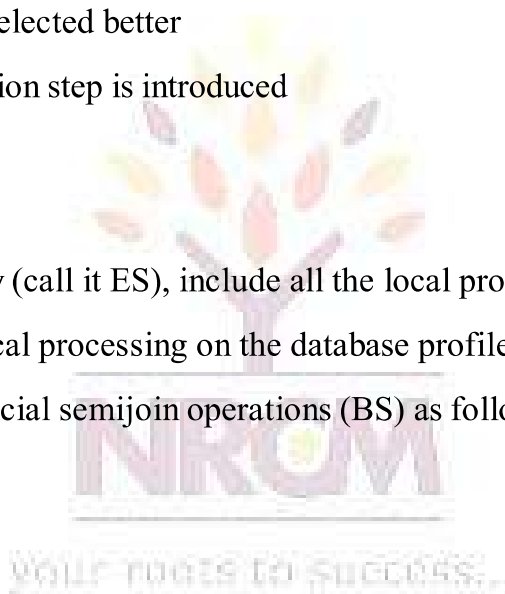 elected better
ion step is introduced
y (call it ES), include all the local pro
cal processing on the database profile
cial semijoin operations (BS) as follo
NRCM
your roots to success...